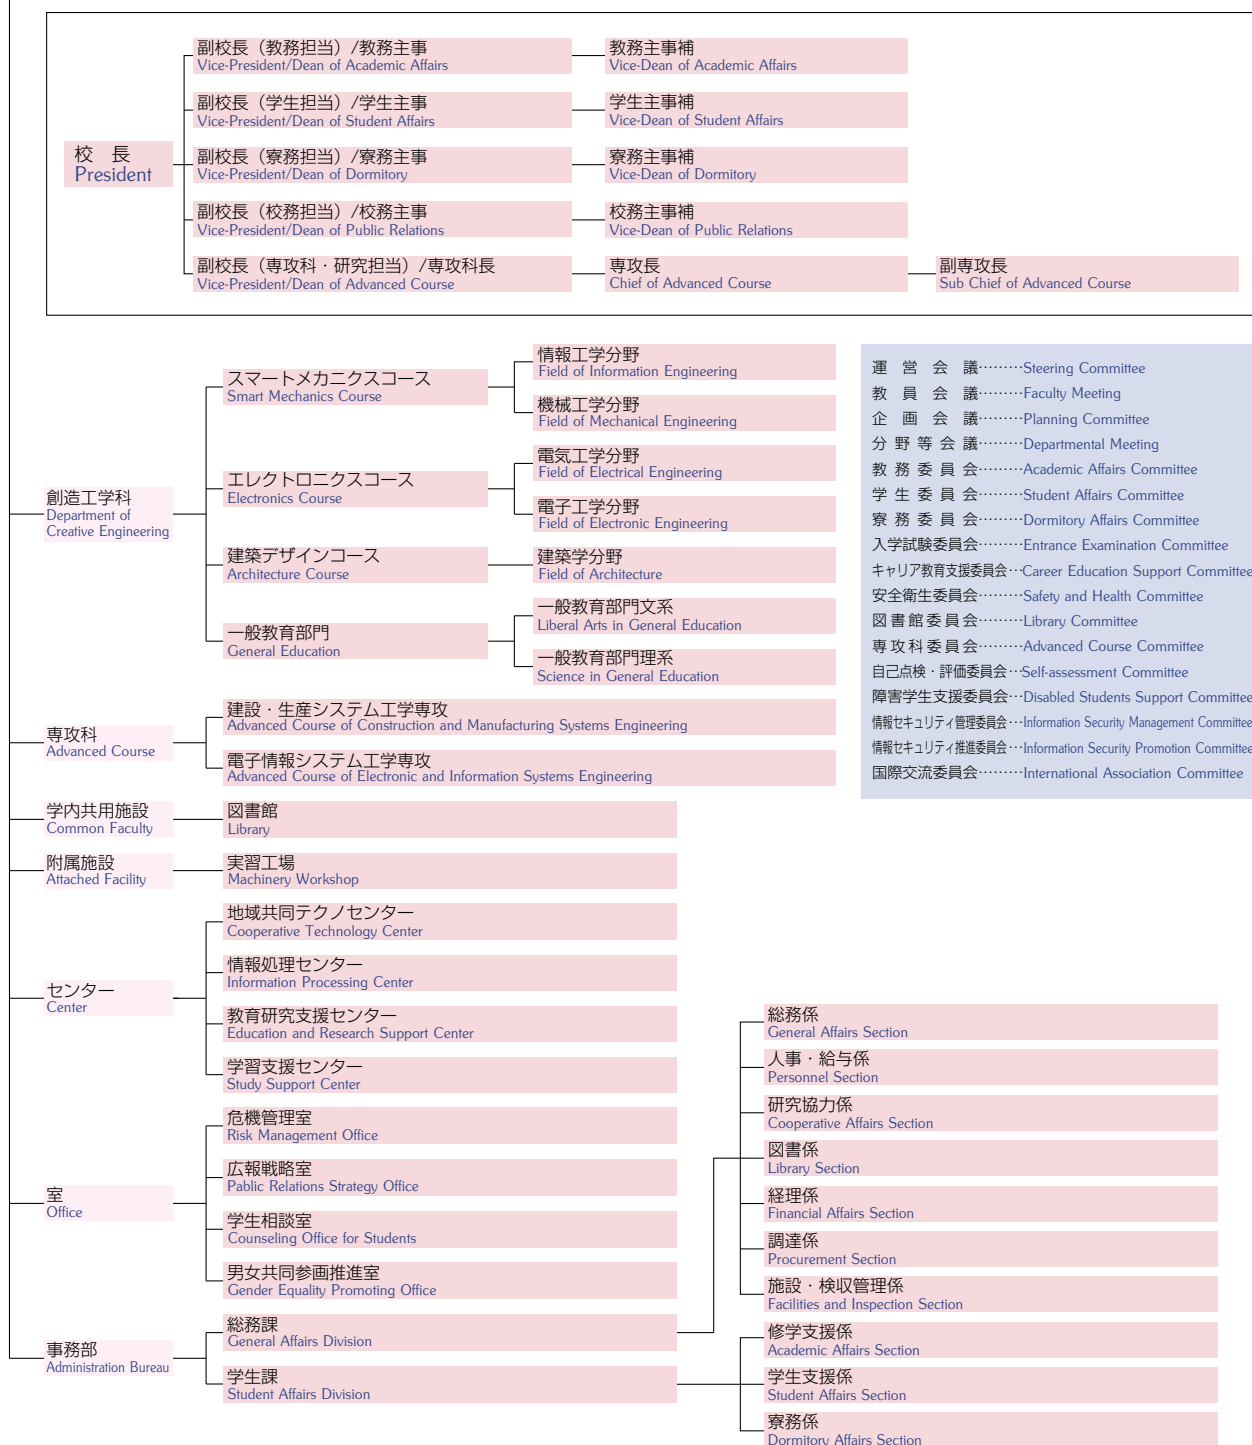 副校長（教務担当）/教務主事
Vice-President/Dean of Academic Affairs
教務主事補
Vice-Dean of Academic Affairs
副校長（学生担当）/学生主事
Vice-President/Dean of Student Affairs
学生主事補
Vice-Dean of Student Affairs
校　長
President
副校長（寮務担当）/寮務主事
Vice-President/Dean of Dormitory
寮務主事補
Vice-Dean of Dormitory
副校長（校務担当）/校務主事
Vice-President/Dean of Public Relations
校務主事補
Vice-Dean of Public Relations
副校長（専攻科・研究担当）/専攻科長
Vice-President/Dean of Advanced Course
専攻長
Chief of Advanced Course
副専攻長
Sub Chief of Advanced Course
創造工学科
Department of
Creative Engineering
スマートメカニクスコース
Smart Mechanics Course
情報工学分野
Field of Information Engineering
機械工学分野
Field of Mechanical Engineering
エレクトロニクスコース
Electronics Course
電気工学分野
Field of Electrical Engineering
電子工学分野
Field of Electronic Engineering
建築デザインコース
Architecture Course
建築学分野
Field of Architecture
一般教育部門
General Education
一般教育部門文系
Liberal Arts in General Education
一般教育部門理系
Science in General Education
運　営　会　議………Steering Committee
教　員　会　議………Faculty Meeting
企　画　会　議………Planning Committee
分 野 等 会 議………Departmental Meeting
教 務 委 員 会………Academic Affairs Committee
学 生 委 員 会………Student Affairs Committee
寮 務 委 員 会………Dormitory Affairs Committee
入学試験委員会………Entrance Examination Committee
キャリア教育支援委員会…Career Education Support Committee
安全衛生委員会………Safety and Health Committee
図書館委員会………Library Committee
専攻科委員会………Advanced Course Committee
自己点検・評価委員会…Self-assessment Committee
障害学生支援委員会…Disabled Students Support Committee
情報セキュリティ管理委員会…Information Security Management Committee
情報セキュリティ推進委員会…Information Security Promotion Committee
国際交流委員会………International Association Committee
専攻科
Advanced Course
建設・生産システム工学専攻
Advanced Course of Construction and Manufacturing Systems Engineering
電子情報システム工学専攻
Advanced Course of Electronic and Information Systems Engineering
学内共用施設
Common Faculty
図書館
Library
附属施設
Attached Facility
実習工場
Machinery Workshop
センター
Center
地域共同テクノセンター
Cooperative Technology Center
情報処理センター
Information Processing Center
教育研究支援センター
Education and Research Support Center
学習支援センター
Study Support Center
室
Office
危機管理室
Risk Management Office
広報戦略室
Pablic Relations Strategy Office
学生相談室
Counseling Office for Students
男女共同参画推進室
Gender Equality Promoting Office
事務部
Administration Bureau
総務課
General Affairs Division
学生課
Student Affairs Division
総務係
General Affairs Section
人事・給与係
Personnel Section
研究協力係
Cooperative Affairs Section
図書係
Library Section
経理係
Financial Affairs Section
調達係
Procurement Section
施設・検収管理係
Facilities and Inspection Section
修学支援係
Academic Affairs Section
学生支援係
Student Affairs Section
寮務係
Dormitory Affairs Section